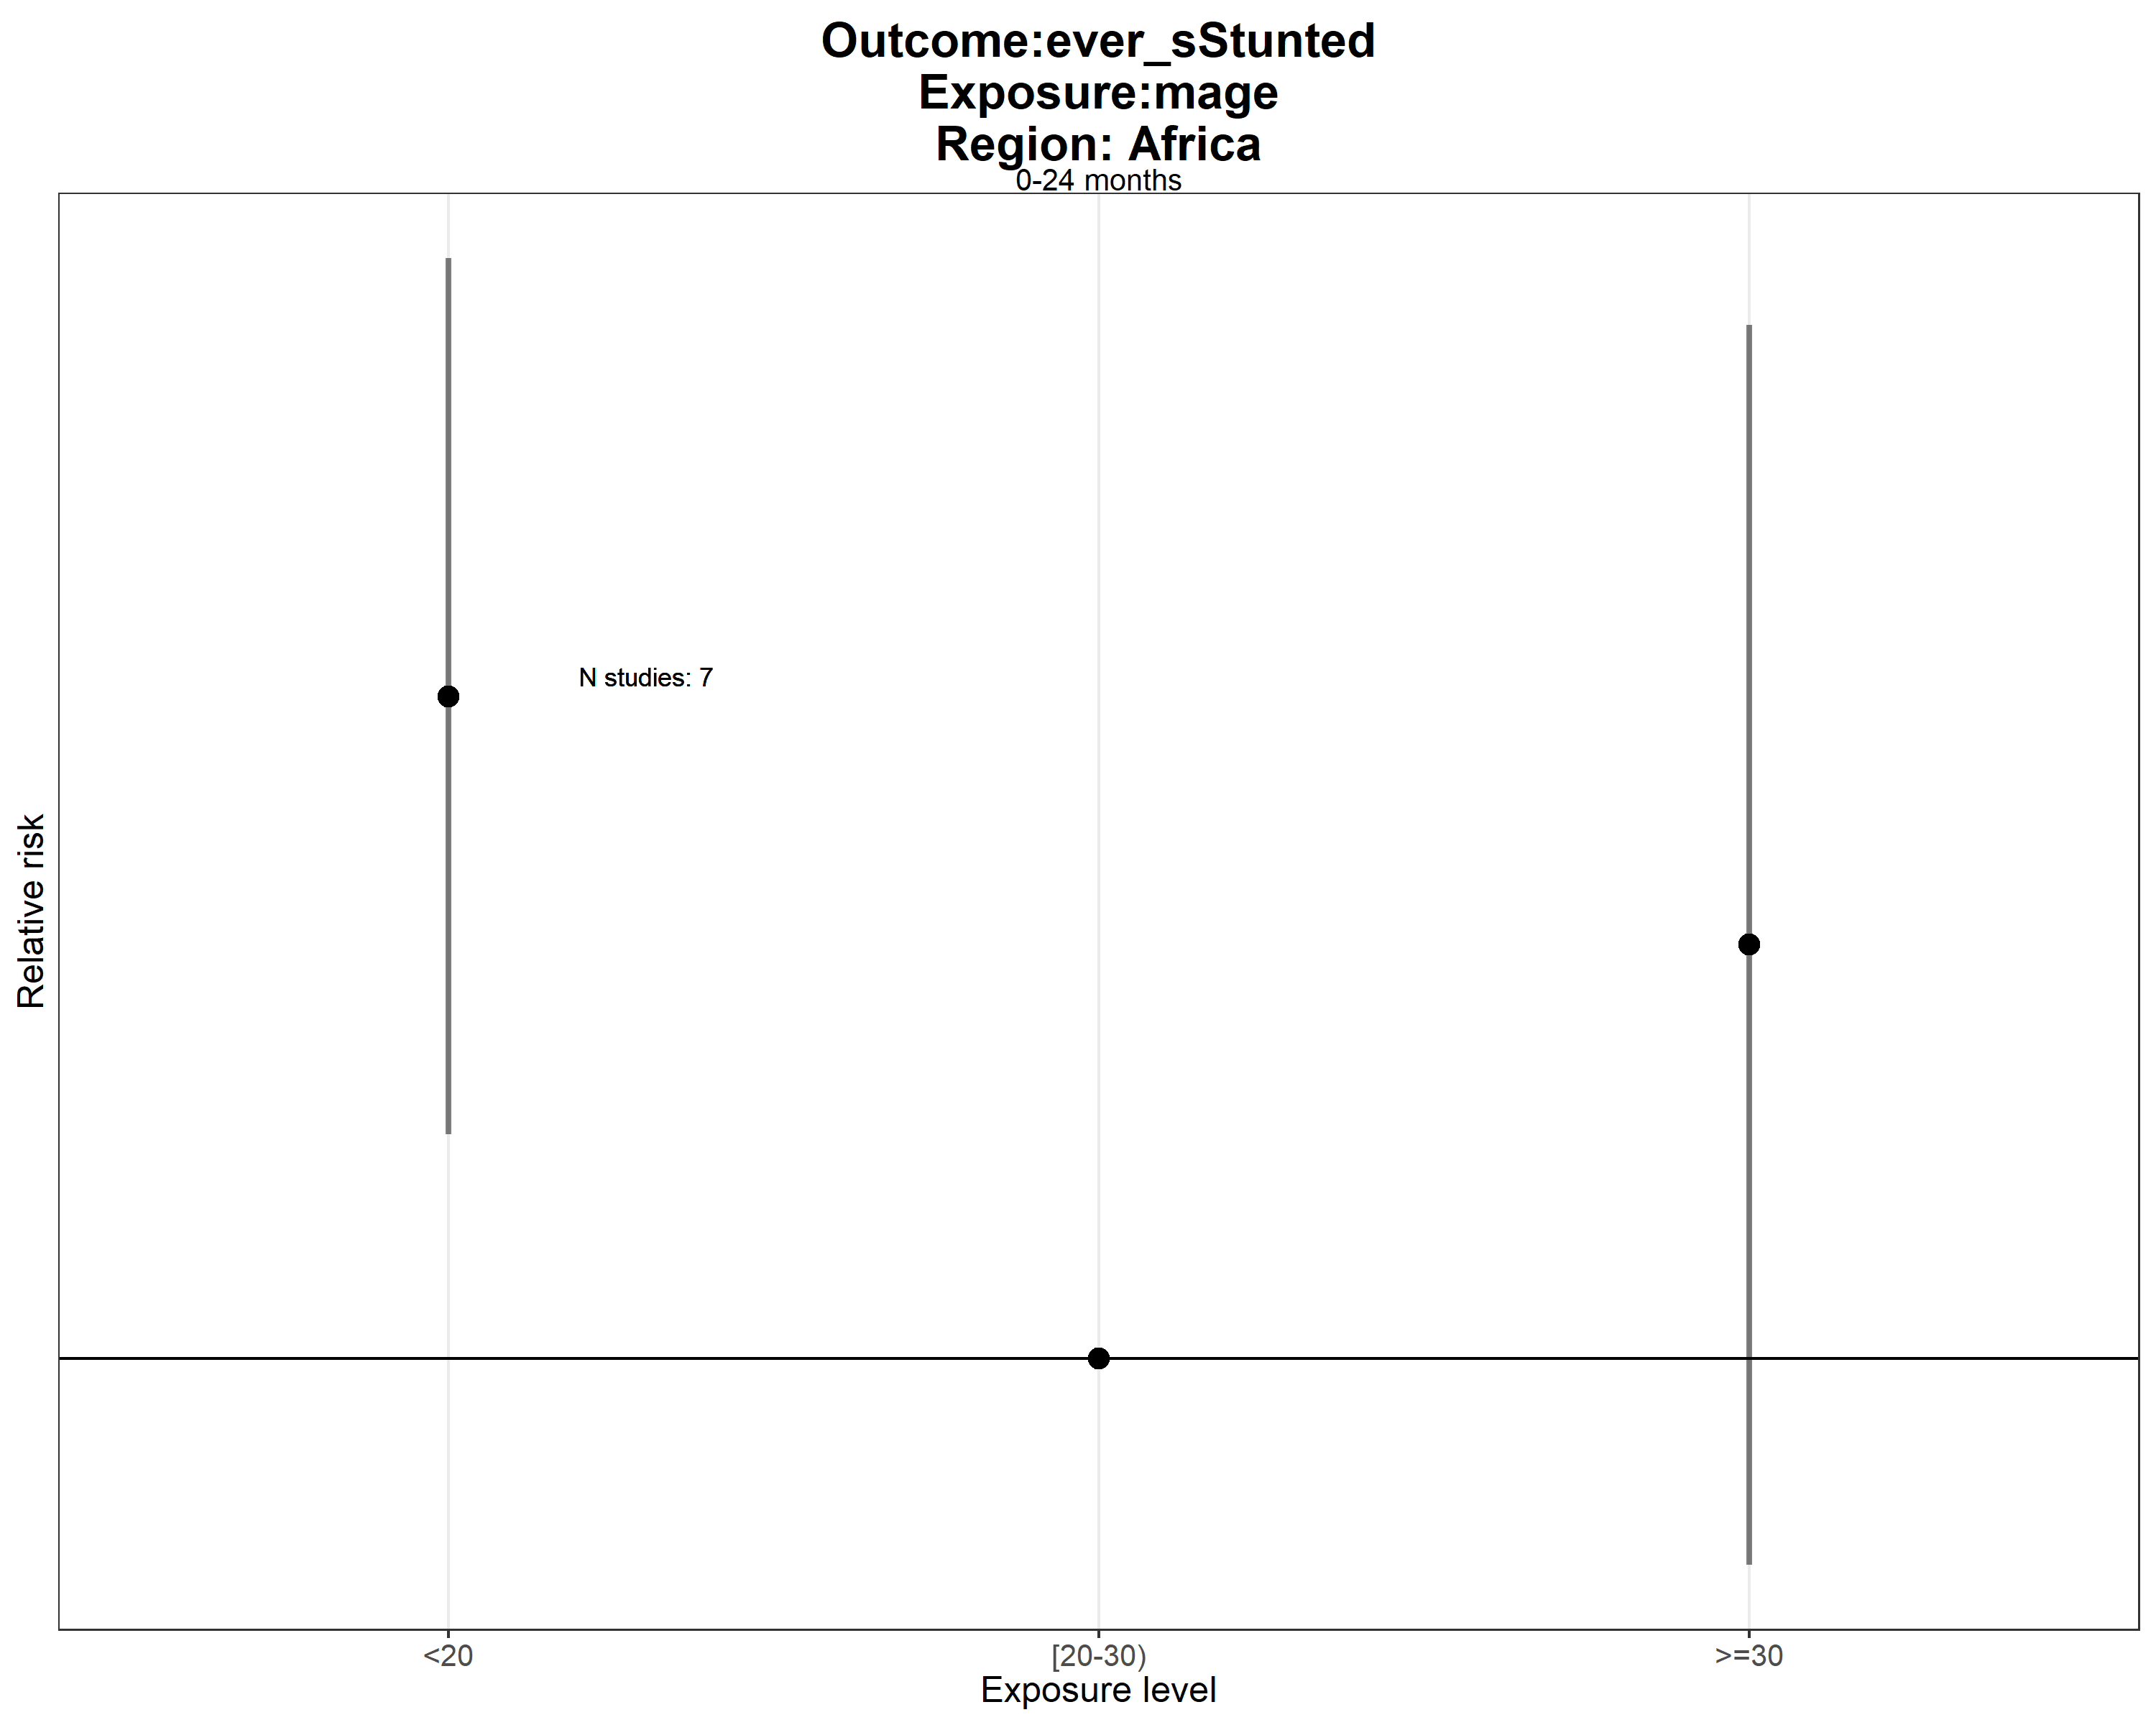 Outcome:ever_sStunted
Exposure:mage
Region: Africa
0-24 months
N studies: 7
Relative risk
<20
[20-30)
>=30
Exposure level